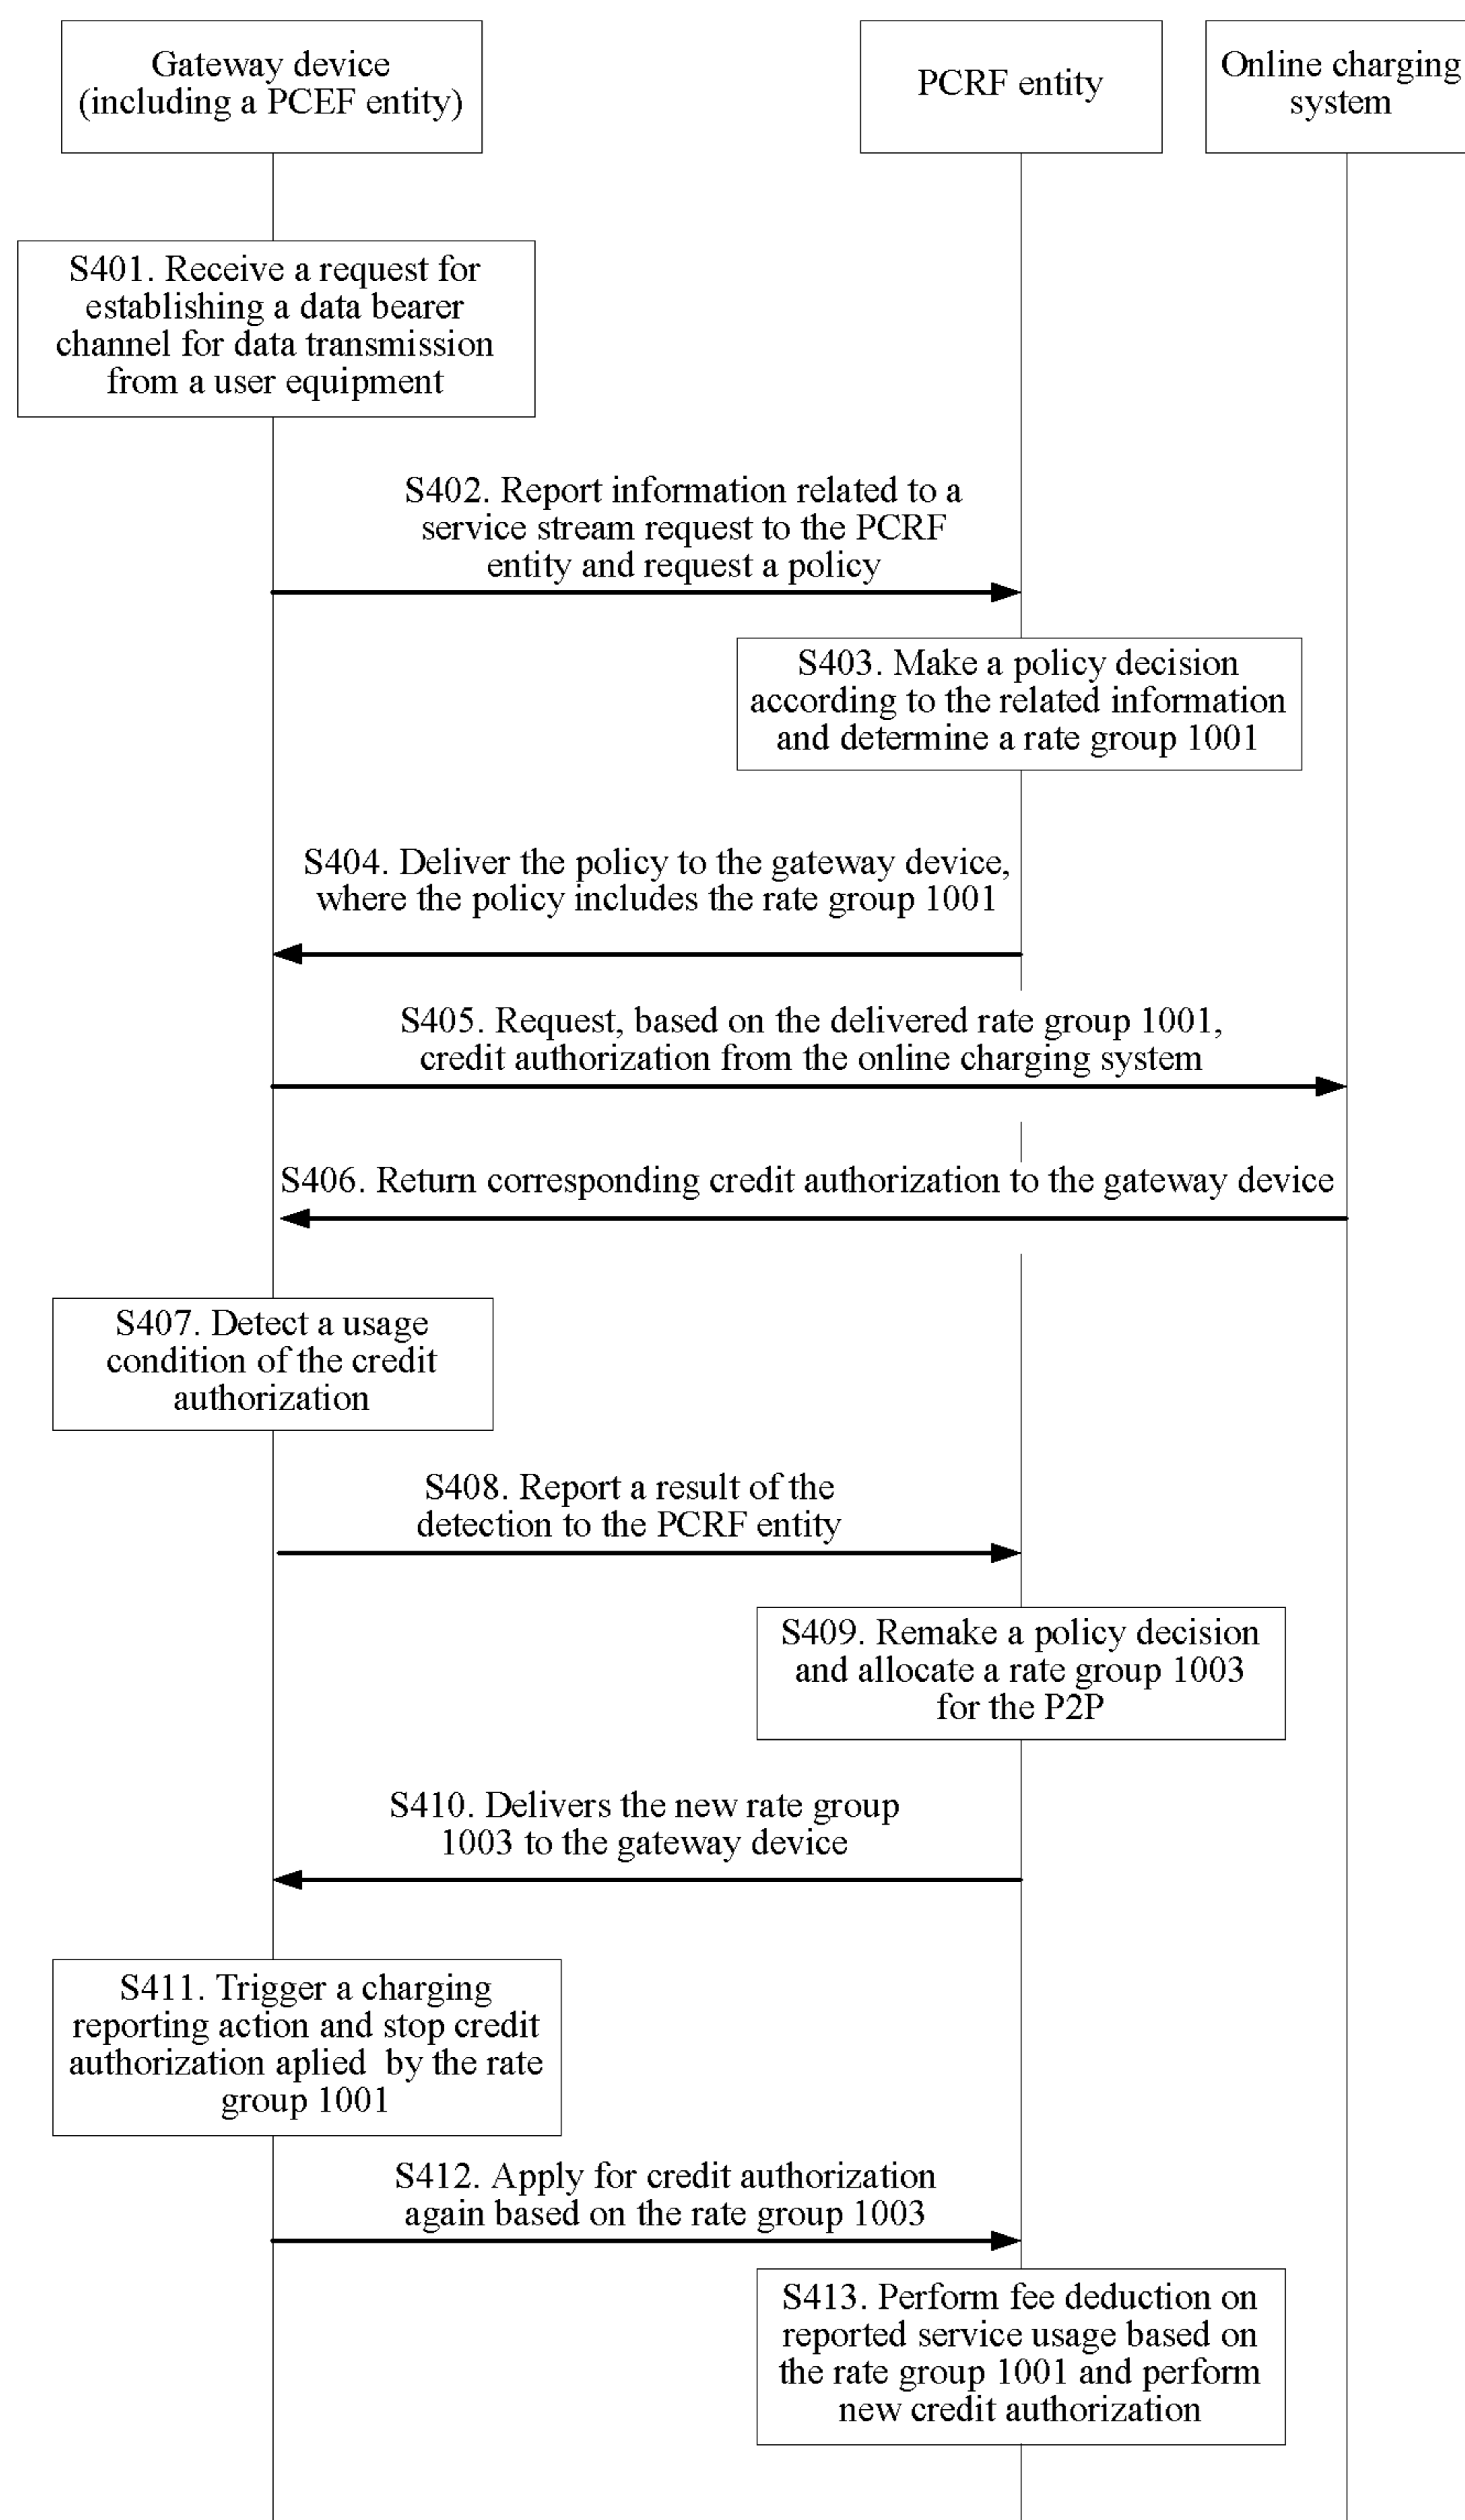 Gateway device
(including a PCEF entity)
PCRF entity
Online charging
system
S401. Receive a request for
establishing a data bearer
channel for data transmission
from a user equipment
S402. Report information related to a
service stream request to the PCRF
entity and request a policy
S403. Make a policy decision
according to the related information
and determine a rate group 1001
S404. Deliver the policy to the gateway device,
where the policy includes the rate group 1001
S405. Request, based on the delivered rate group 1001,
credit authorization from the online charging system
S406. Return corresponding credit authorization to the gateway device
S407. Detect a usage
condition of the credit
authorization
S408. Report a result of the
detection to the PCRF entity
S409. Remake a policy decision
and allocate a rate group 1003
for the P2P
S410. Delivers the new rate group
1003 to the gateway device
S411. Trigger a charging
reporting action and stop credit
authorization aplied  by the rate
group 1001
S412. Apply for credit authorization
again based on the rate group 1003
S413. Perform fee deduction on
reported service usage based on
the rate group 1001 and perform
new credit authorization